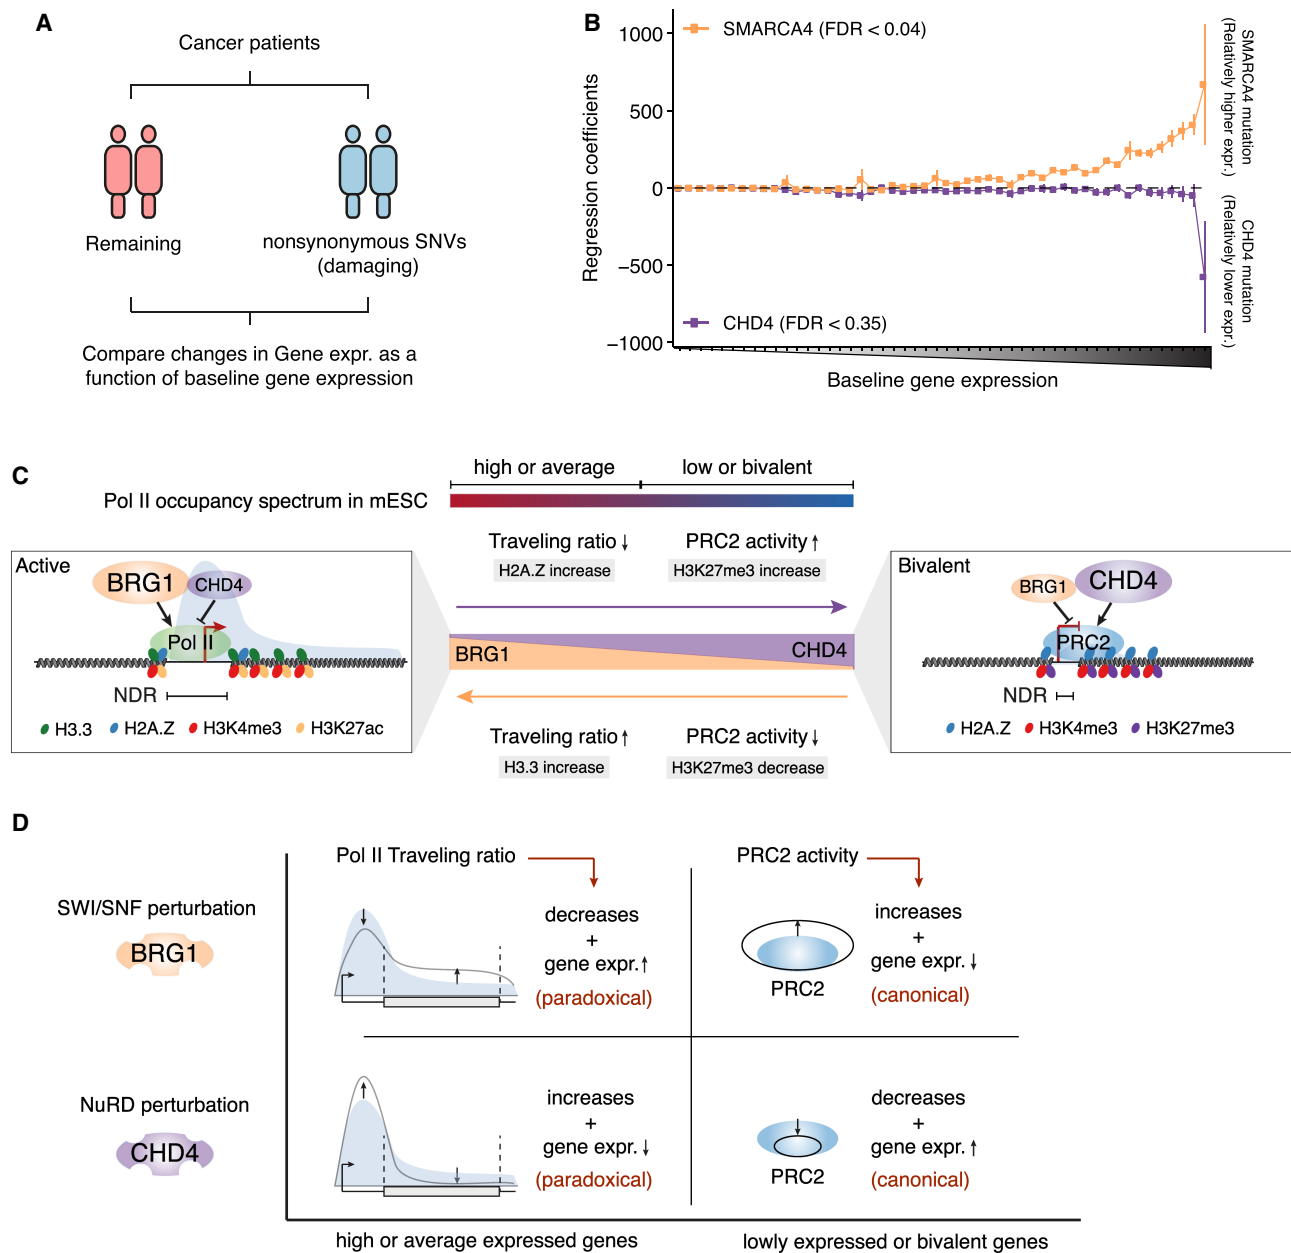 A
Cancer patients
Remaining
nonsynonymous SNVs
(damaging)
Compare changes in Gene expr. as a
function of baseline gene expression
B
Regression coefficients
1000
500
0
−500
−1000
SMARCA4 (FDR < 0.04)
CHD4 (FDR < 0.35)
Baseline gene expression
SMARCA4 mutation
(Relatively higher expr.)
CHD4 mutation
(Relatively lower expr.)
C
high or average
low or bivalent
Pol II occupancy spectrum in mESC
Traveling ratio ↓
PRC2 activity ↑
H2A.Z increase
H3K27me3 increase
BRG1
CHD4
Traveling ratio ↑
PRC2 activity ↓
H3.3 increase
H3K27me3 decrease
Active
BRG1
CHD4
Pol II
NDR
H3.3
H2A.Z
H3K4me3
H3K27ac
Bivalent
BRG1
CHD4
PRC2
NDR
H2A.Z
H3K4me3
H3K27me3
D
Pol II Traveling ratio
PRC2 activity
SWI/SNF perturbation
BRG1
decreases
+
gene expr. ↑
(paradoxical)
PRC2
increases
+
gene expr. ↓
(canonical)
NuRD perturbation
CHD4
increases
+
gene expr. ↓
(paradoxical)
PRC2
decreases
+
gene expr. ↑
(canonical)
high or average expressed genes
lowly expressed or bivalent genes